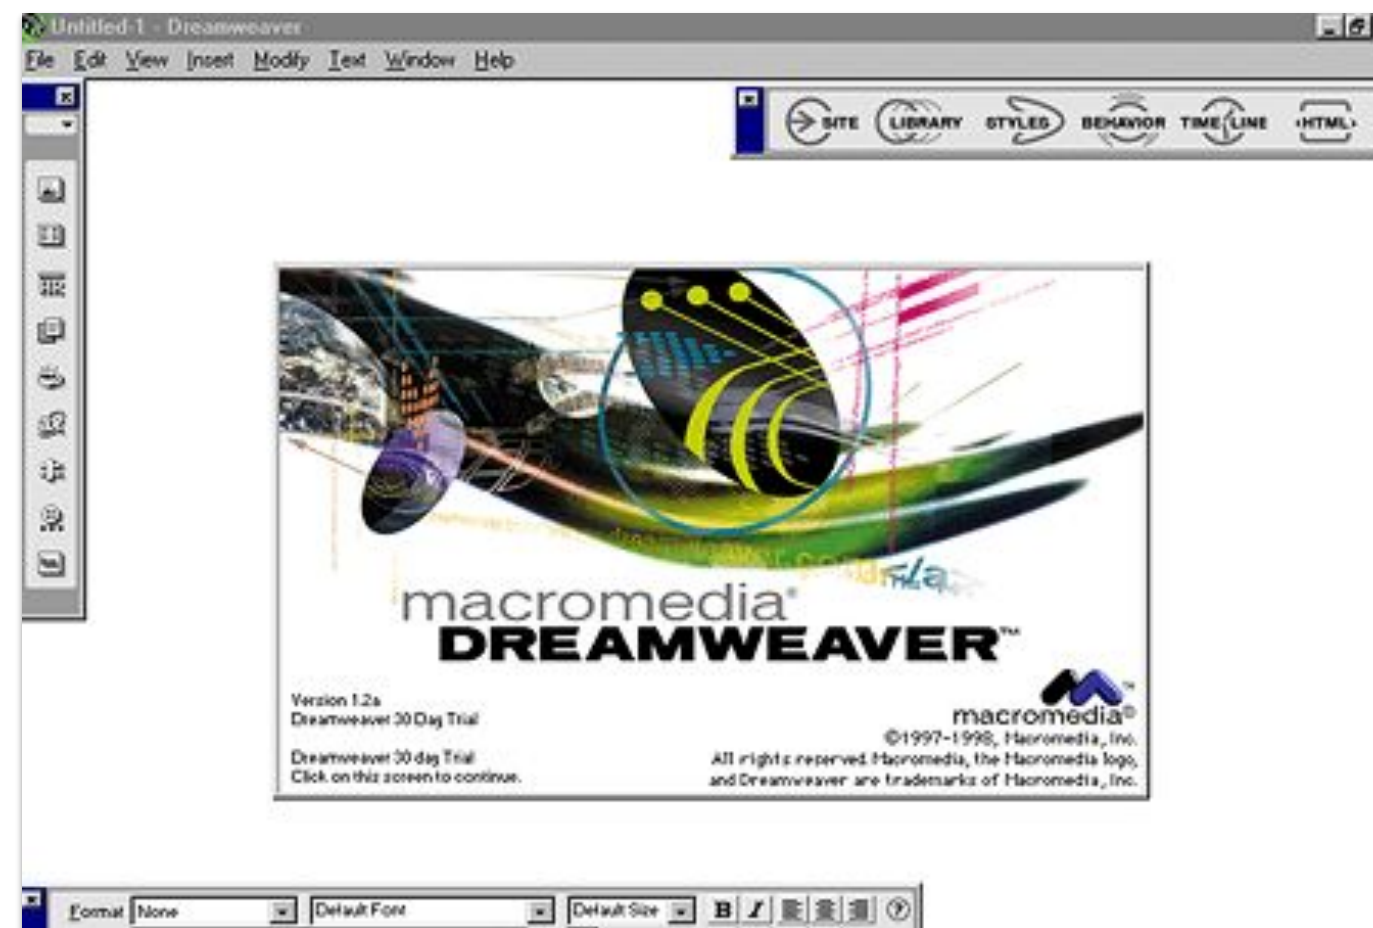 Untitled-1 - Dreamweaver
File Edit View Insert Modify Text Window Help
SITE LIBRARY STYLES BEHAVIOR TIMELINE <HTML>
macromedia®
DREAMWEAVER™
Version 1.2a
Dreamweaver 30 Day Trial
Dreamweaver 30 day Trial
Click on this screen to continue.
macromedia®
©1997-1998, Macromedia, Inc.
All rights reserved. Macromedia, the Macromedia logo,
and Dreamweaver are trademarks of Macromedia, Inc.
Format None Default Font Default Size B I